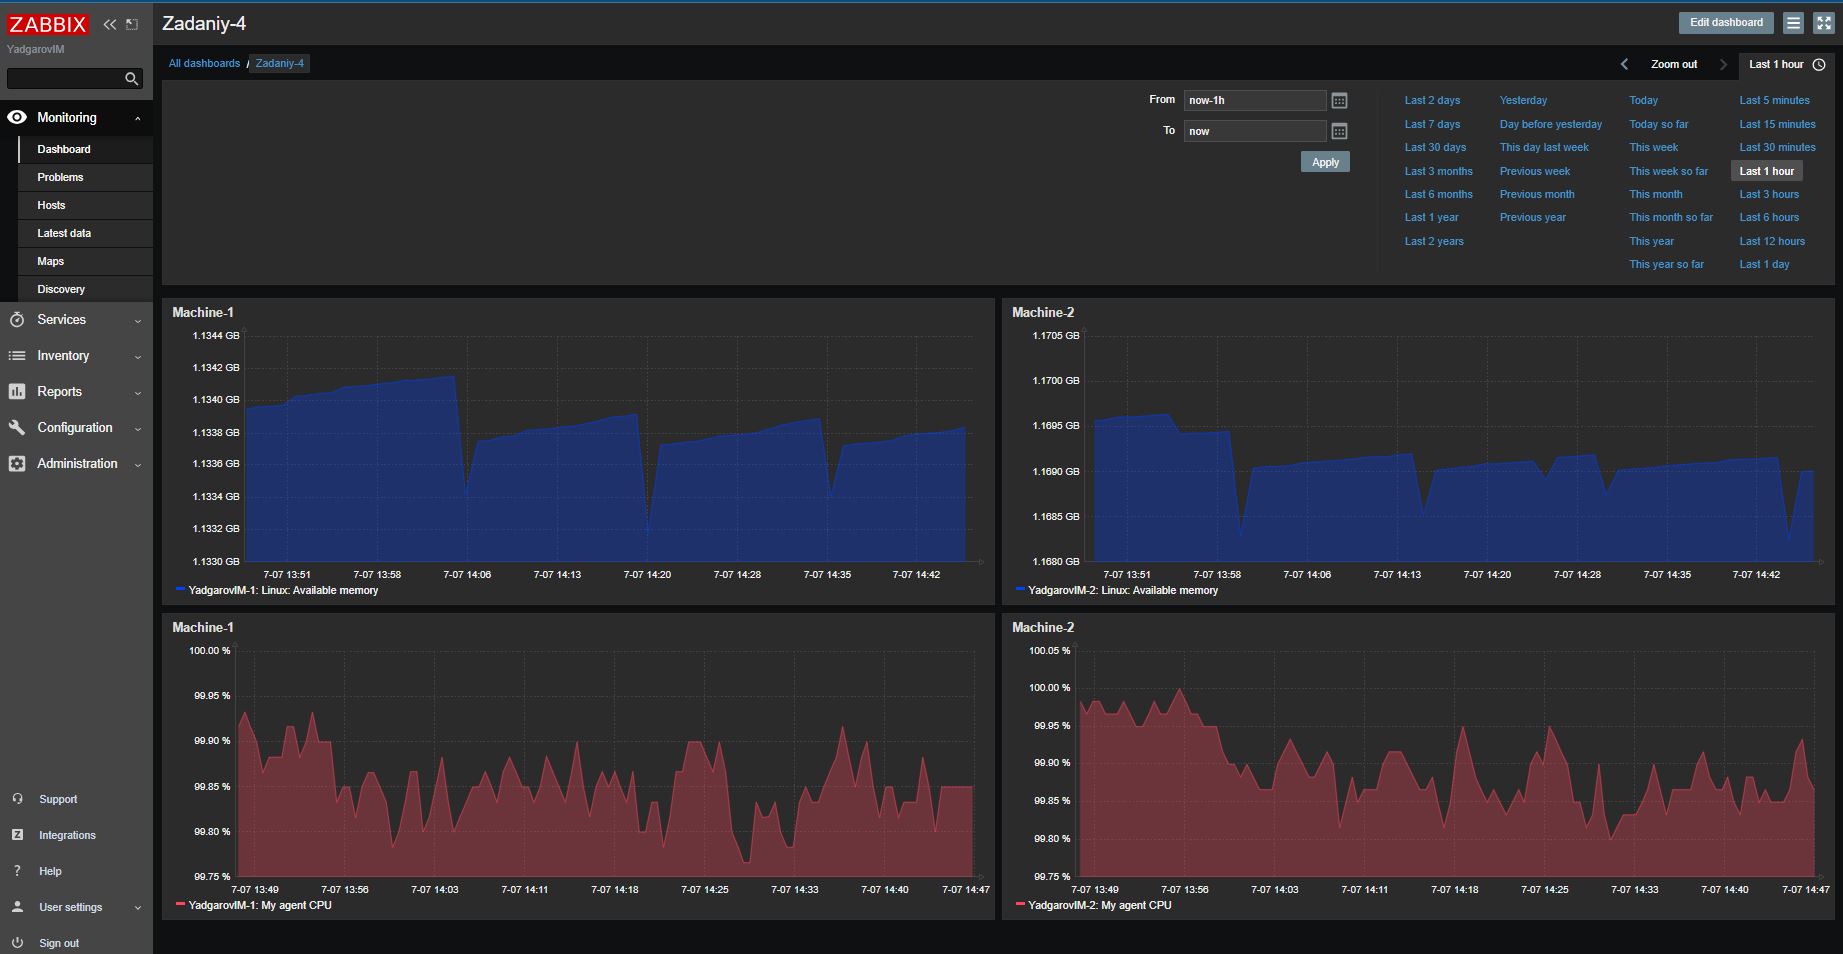 ZABBIX
YadgarovIM
Monitoring
Dashboard
Problems
Hosts
Latest data
Maps
Discovery
Services
Inventory
Reports
Configuration
Administration
Support
Integrations
Help
User settings
Sign out
Zadaniy-4
Edit dashboard
All dashboards / Zadaniy-4
Zoom out
Last 1 hour
From now-1h
To now
Apply
Last 2 days Yesterday Today Last 5 minutes
Last 7 days Day before yesterday Today so far Last 15 minutes
Last 30 days This day last week This week Last 30 minutes
Last 3 months Previous week This week so far Last 1 hour
Last 6 months Previous month This month Last 3 hours
Last 1 year Previous year This month so far Last 6 hours
Last 2 years This year Last 12 hours
This year so far Last 1 day
Machine-1
1.1344 GB
1.1342 GB
1.1340 GB
1.1338 GB
1.1336 GB
1.1334 GB
1.1332 GB
1.1330 GB
7-07 13:51 7-07 13:58 7-07 14:06 7-07 14:13 7-07 14:20 7-07 14:28 7-07 14:35 7-07 14:42
YadgarovIM-1: Linux: Available memory
Machine-2
1.1705 GB
1.1700 GB
1.1695 GB
1.1690 GB
1.1685 GB
1.1680 GB
7-07 13:51 7-07 13:58 7-07 14:06 7-07 14:13 7-07 14:20 7-07 14:28 7-07 14:35 7-07 14:42
YadgarovIM-2: Linux: Available memory
Machine-1
100.00 %
99.95 %
99.90 %
99.85 %
99.80 %
99.75 %
7-07 13:49 7-07 13:56 7-07 14:03 7-07 14:11 7-07 14:18 7-07 14:25 7-07 14:33 7-07 14:40 7-07 14:47
YadgarovIM-1: My agent CPU
Machine-2
100.05 %
100.00 %
99.95 %
99.90 %
99.85 %
99.80 %
99.75 %
7-07 13:49 7-07 13:56 7-07 14:03 7-07 14:11 7-07 14:18 7-07 14:25 7-07 14:33 7-07 14:40 7-07 14:47
YadgarovIM-2: My agent CPU